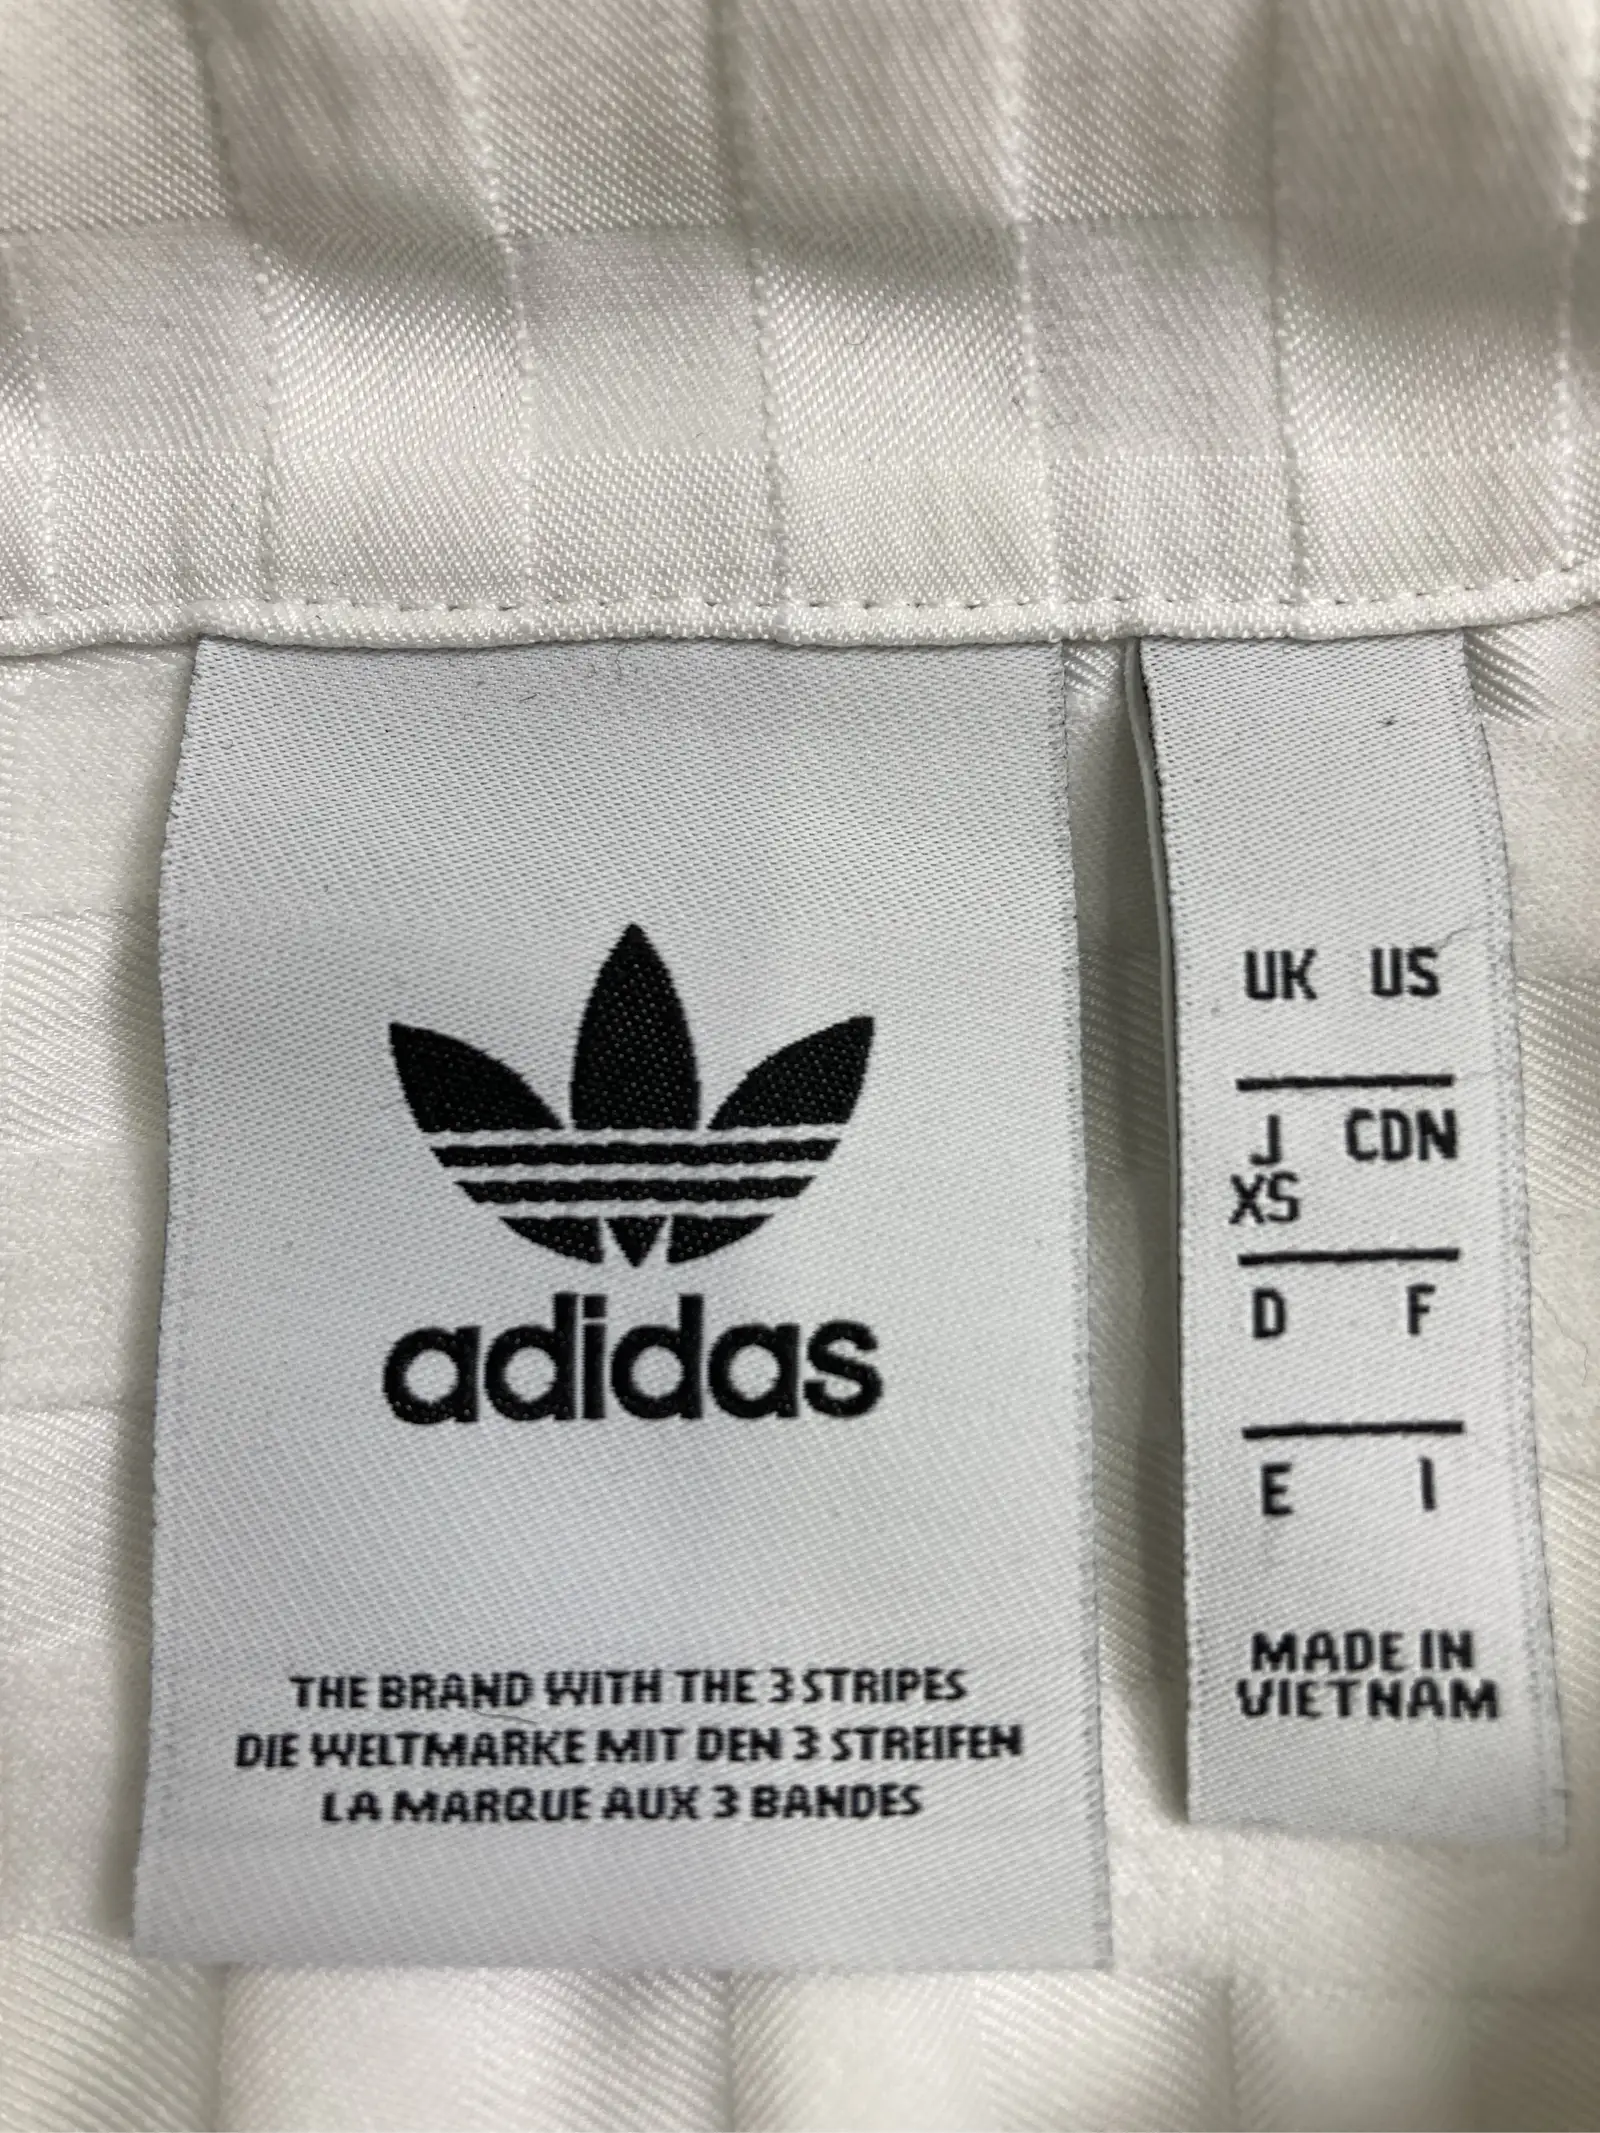 adidas
THE BRAND WITH THE 3 STRIPES
DIE WELTMARKE MIT DEN 3 STREIFEN
LA MARQUE AUX 3 BANDES
UK US
J CDN
XS
D F
E I
MADE IN
VIETNAM